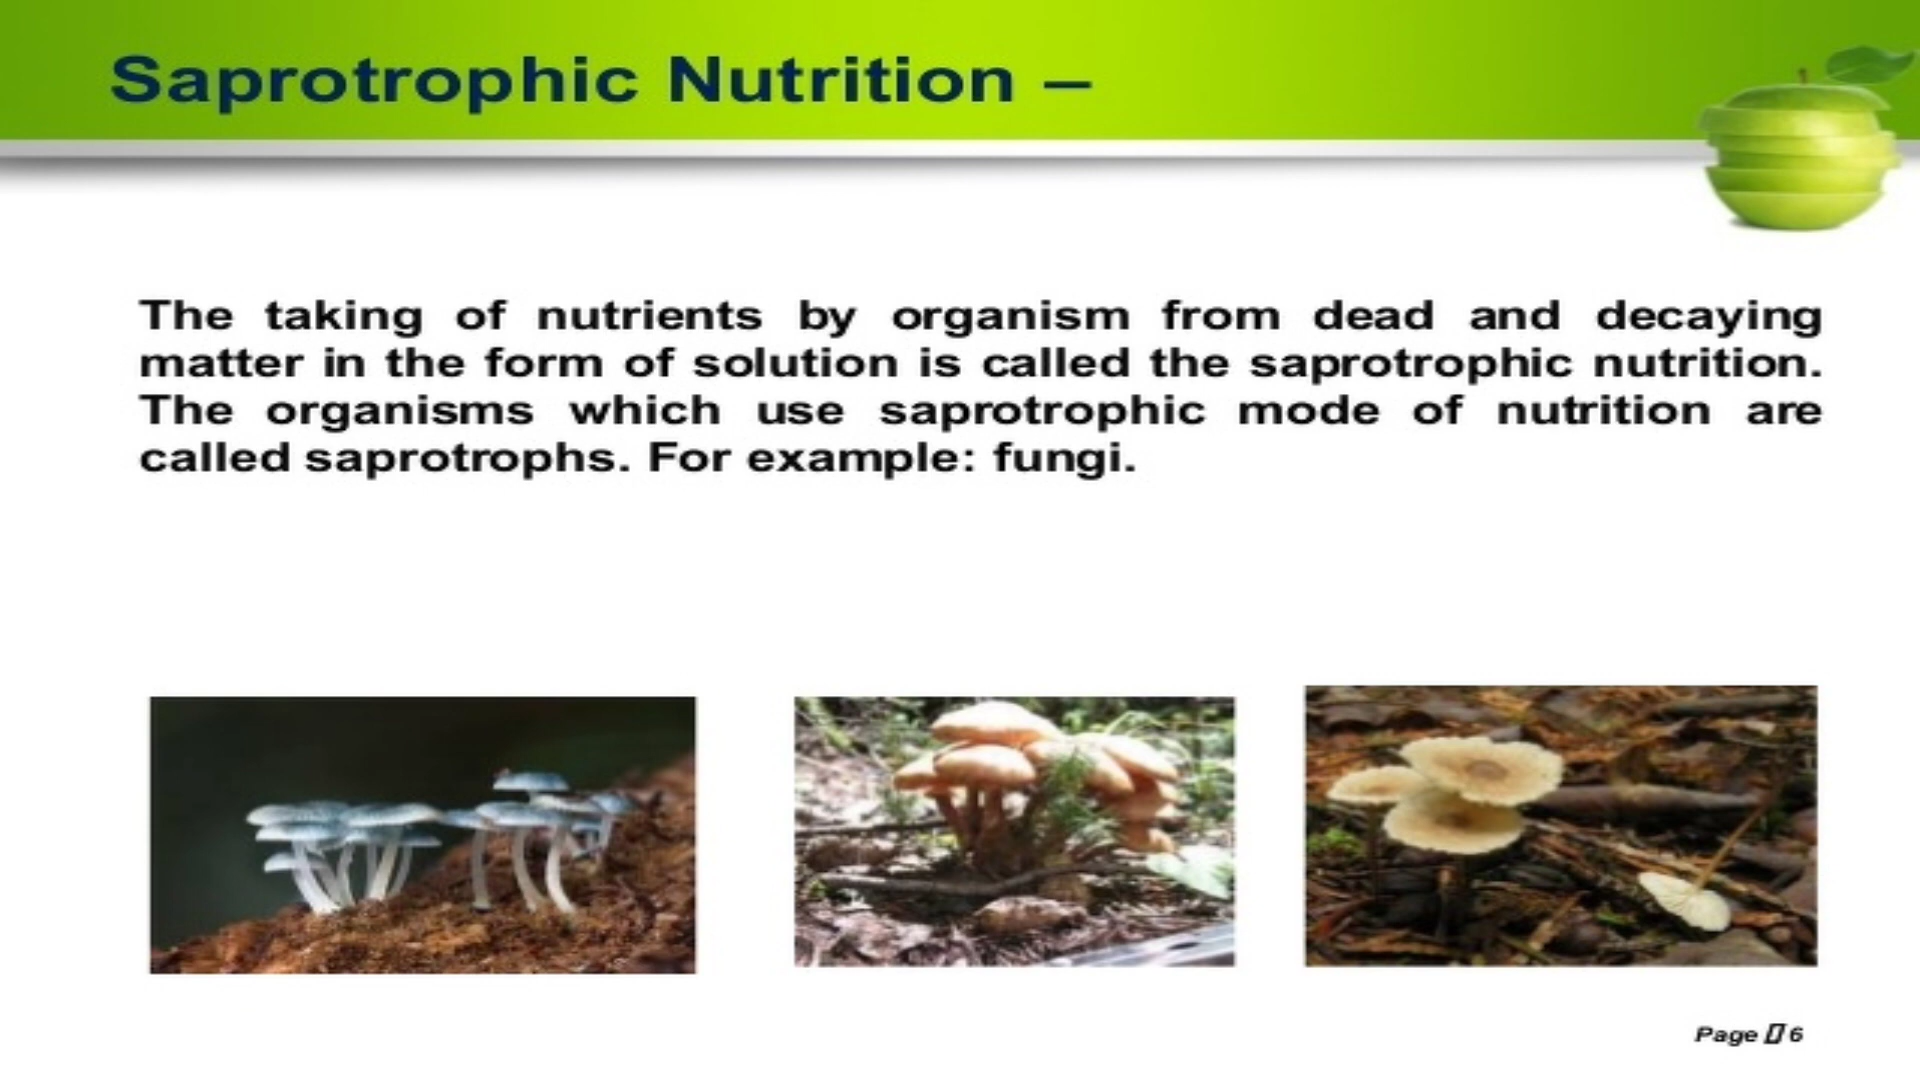 Saprotrophic Nutrition –
The taking of nutrients by organism from dead and decaying
matter in the form of solution is called the saprotrophic nutrition.
The organisms which use saprotrophic mode of nutrition are
called saprotrophs. For example: fungi.
Page ▯ 6